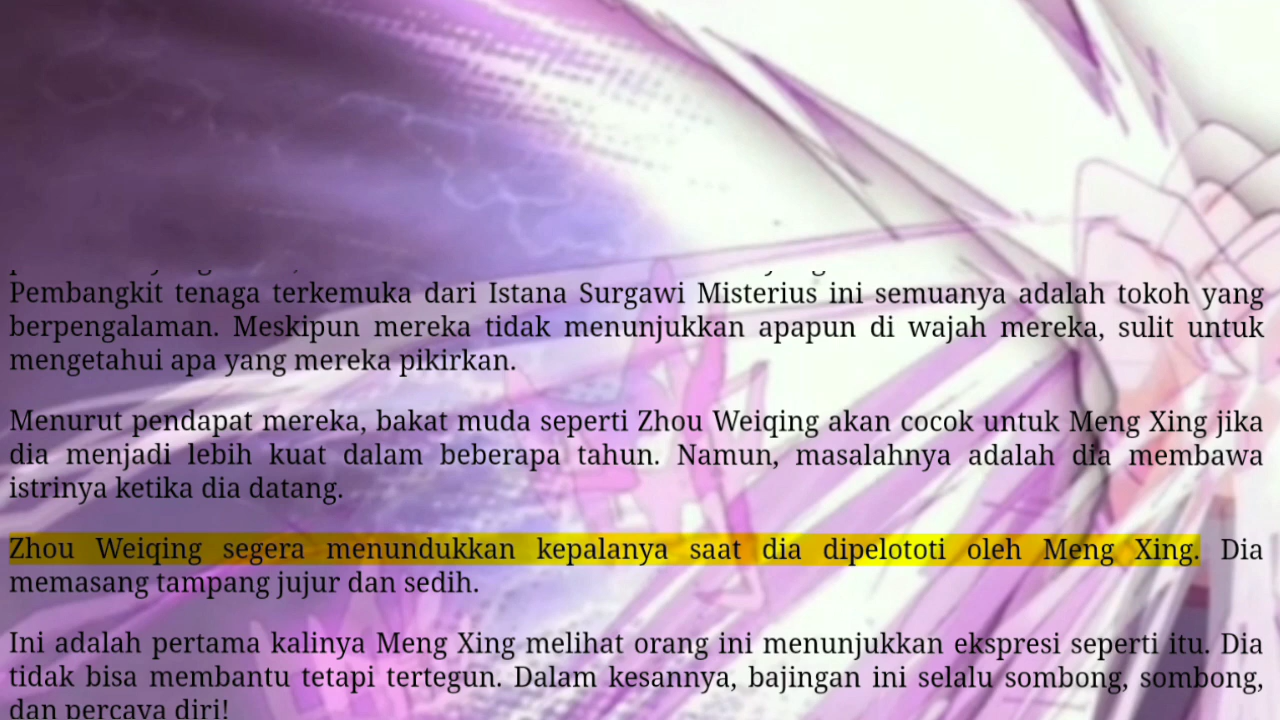 Pembangkit tenaga terkemuka dari Istana Surgawi Misterius ini semuanya adalah tokoh yang
berpengalaman. Meskipun mereka tidak menunjukkan apapun di wajah mereka, sulit untuk
mengetahui apa yang mereka pikirkan.
Menurut pendapat mereka, bakat muda seperti Zhou Weiqing akan cocok untuk Meng Xing jika
dia menjadi lebih kuat dalam beberapa tahun. Namun, masalahnya adalah dia membawa
istrinya ketika dia datang.
Zhou Weiqing segera menundukkan kepalanya saat dia dipelototi oleh Meng Xing. Dia
memasang tampang jujur dan sedih.
Ini adalah pertama kalinya Meng Xing melihat orang ini menunjukkan ekspresi seperti itu. Dia
tidak bisa membantu tetapi tertegun. Dalam kesannya, bajingan ini selalu sombong, sombong,
dan percaya diri!